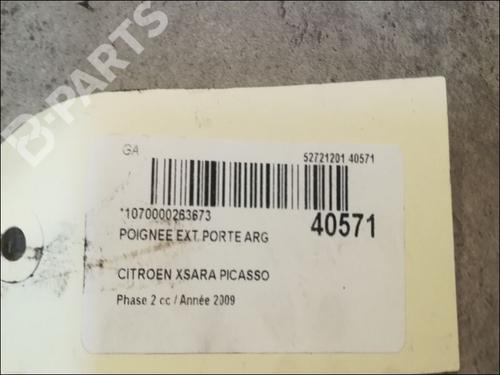 B-PARTS
GA
52721201 40571
*1070000263673
40571
POIGNEE EXT. PORTE ARG
CITROEN XSARA PICASSO
Phase 2 cc / Année 2009